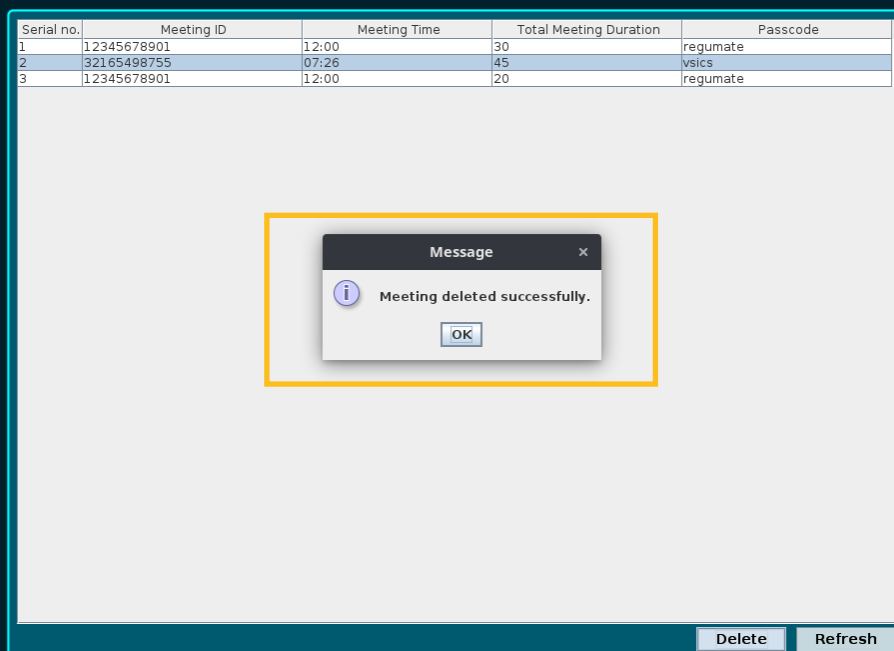 Serial no. Meeting ID Meeting Time Total Meeting Duration Passcode
1 12345678901 12:00 30 regumate
2 32165498755 07:26 45 vsics
3 12345678901 12:00 20 regumate
Message ×
i Meeting deleted successfully.
OK
Delete Refresh